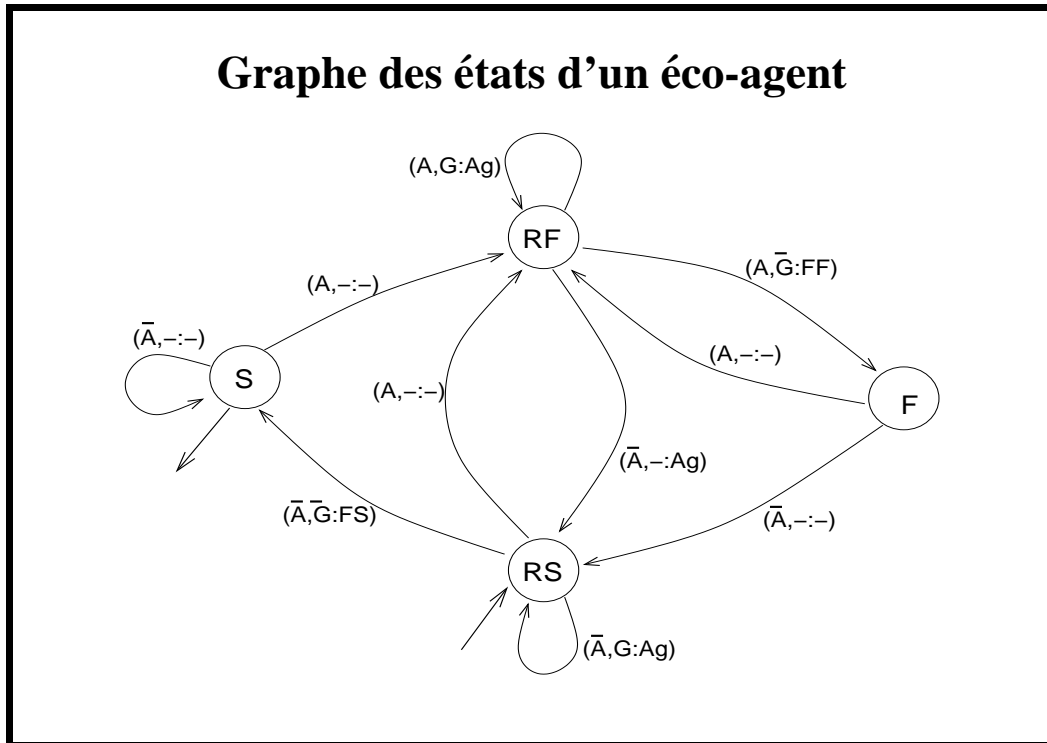 Graphe des états d'un éco-agent
(A,G:Ag)
RF
(A,G̅:FF)
(A,–:–)
(A̅,–:–)
(A,–:–)
S
(A,–:–)
F
(A̅,–:Ag)
(A̅,G̅:FS)
(A̅,–:–)
RS
(A̅,G:Ag)